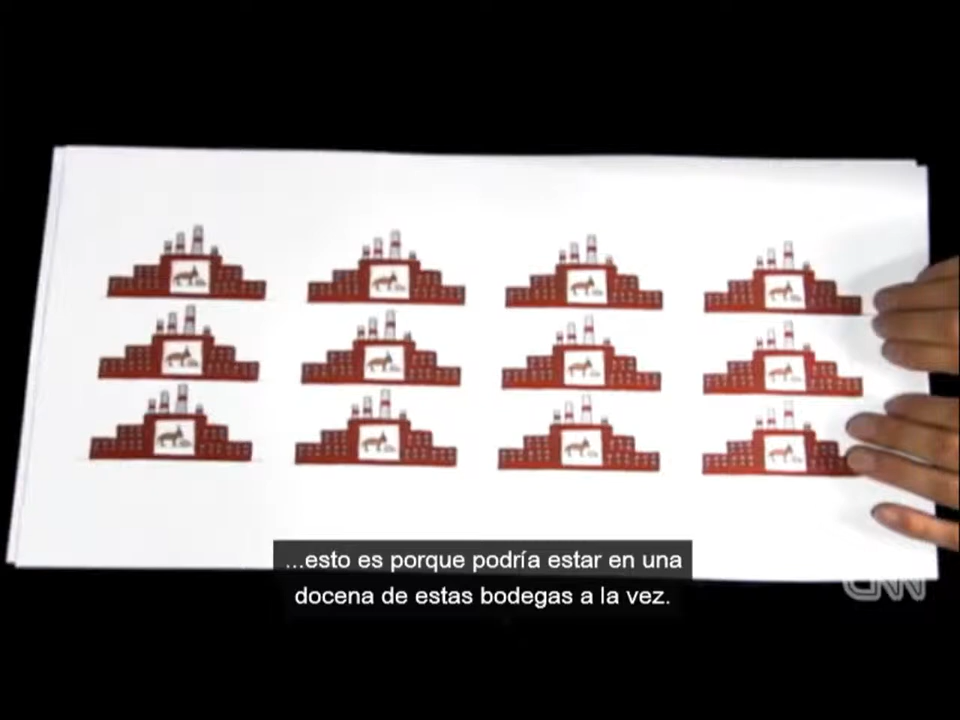 ...esto es porque podría estar en una
docena de estas bodegas a la vez.
CNN